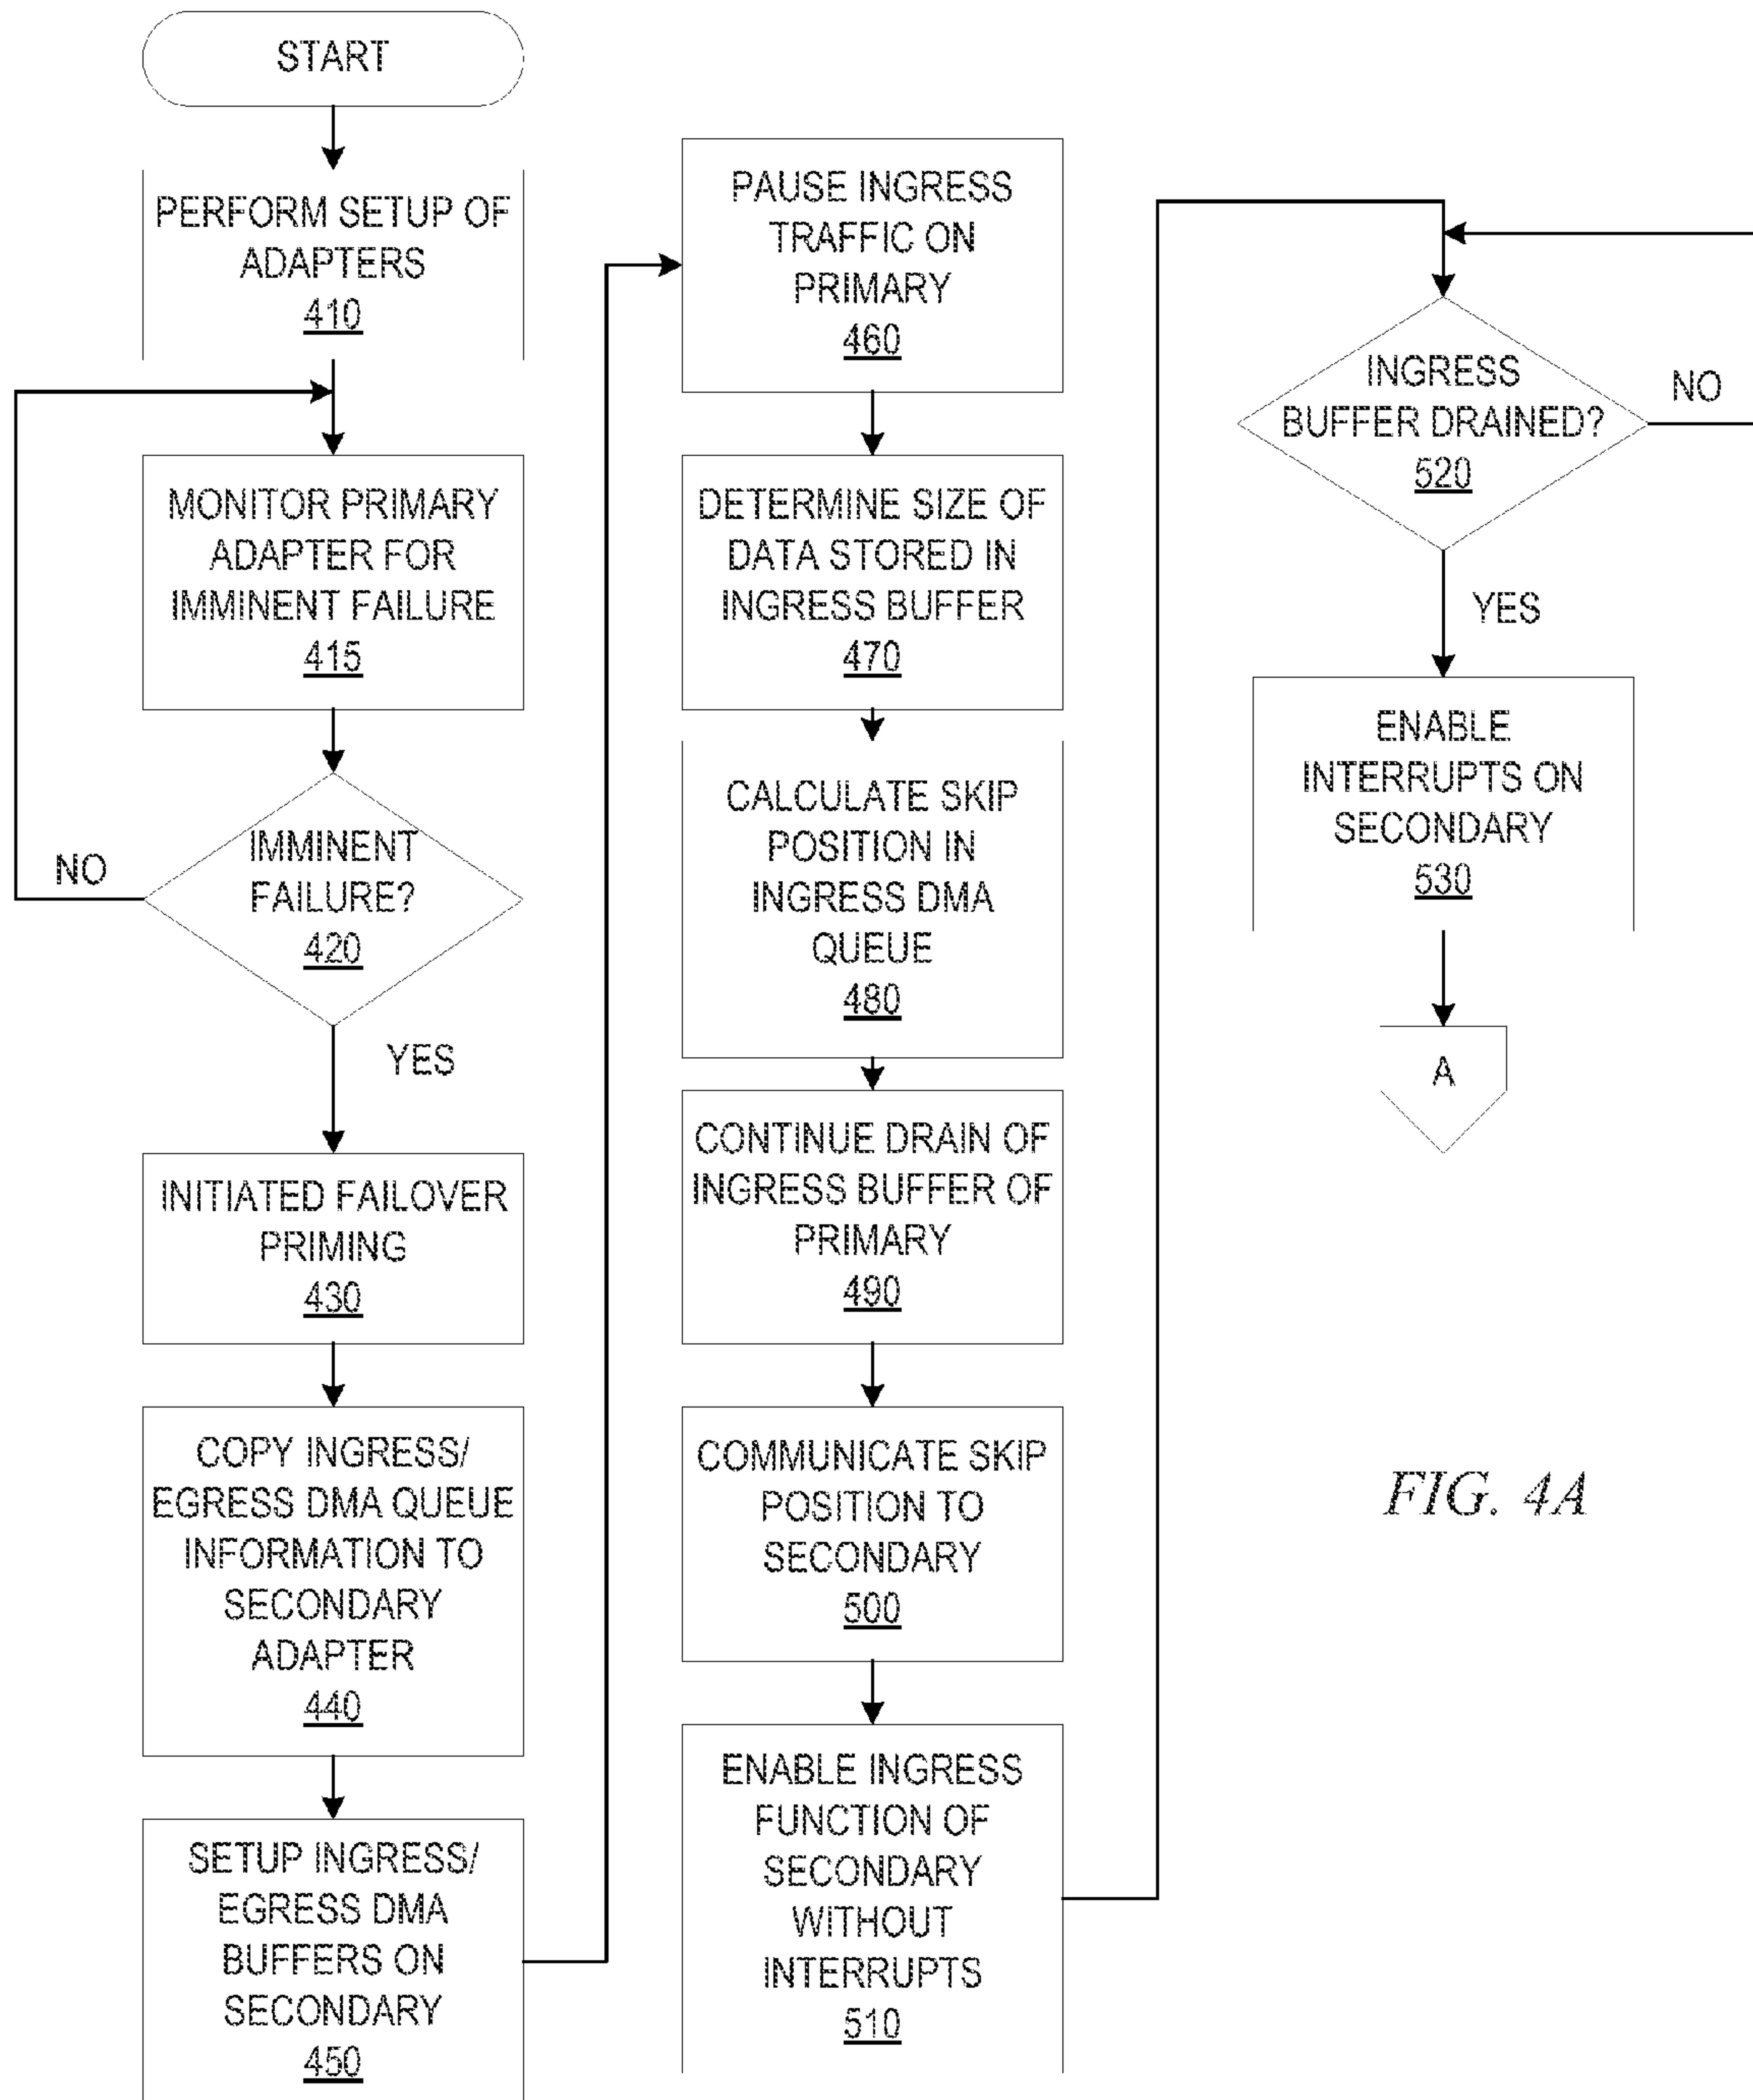 START
PERFORM SETUP OF
ADAPTERS
410
MONITOR PRIMARY
ADAPTER FOR
IMMINENT FAILURE
415
IMMINENT
FAILURE?
420
NO
YES
INITIATED FAILOVER
PRIMING
430
COPY INGRESS/
EGRESS DMA QUEUE
INFORMATION TO
SECONDARY
ADAPTER
440
SETUP INGRESS/
EGRESS DMA
BUFFERS ON
SECONDARY
450
PAUSE INGRESS
TRAFFIC ON
PRIMARY
460
DETERMINE SIZE OF
DATA STORED IN
INGRESS BUFFER
470
CALCULATE SKIP
POSITION IN
INGRESS DMA
QUEUE
480
CONTINUE DRAIN OF
INGRESS BUFFER OF
PRIMARY
490
COMMUNICATE SKIP
POSITION TO
SECONDARY
500
ENABLE INGRESS
FUNCTION OF
SECONDARY
WITHOUT
INTERRUPTS
510
INGRESS
BUFFER DRAINED?
520
NO
YES
ENABLE
INTERRUPTS ON
SECONDARY
530
A
FIG. 4A